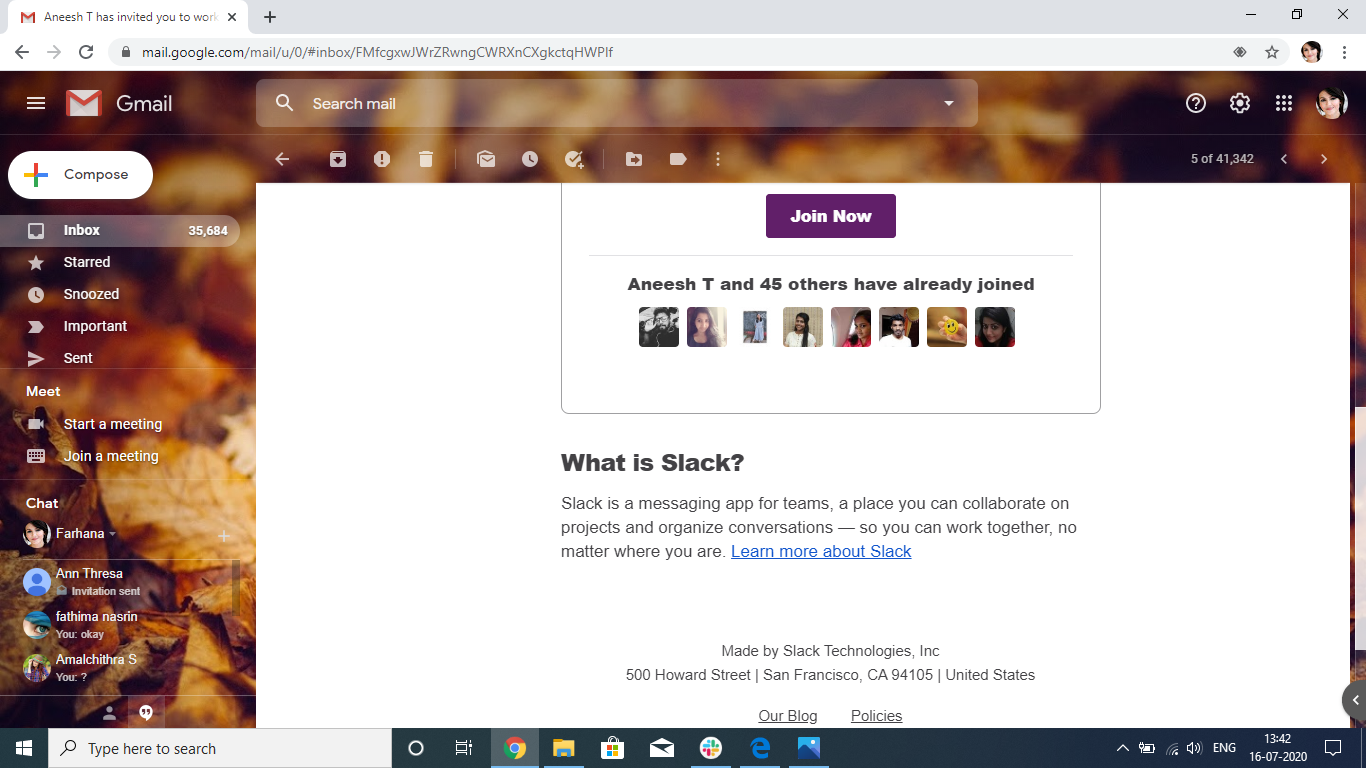 Aneesh T has invited you to work
mail.google.com/mail/u/0/#inbox/FMfcgxwJWrZRwngCWRXnCXgkctqHWPlf
Gmail
Search mail
Compose
5 of 41,342
Inbox 35,684
Starred
Snoozed
Important
Sent
Meet
Start a meeting
Join a meeting
Chat
Farhana
Ann Thresa
Invitation sent
fathima nasrin
You: okay
Amalchithra S
You: ?
Join Now
Aneesh T and 45 others have already joined
What is Slack?
Slack is a messaging app for teams, a place you can collaborate on
projects and organize conversations — so you can work together, no
matter where you are. Learn more about Slack
Made by Slack Technologies, Inc
500 Howard Street | San Francisco, CA 94105 | United States
Our Blog Policies
Type here to search
ENG
13:42
16-07-2020